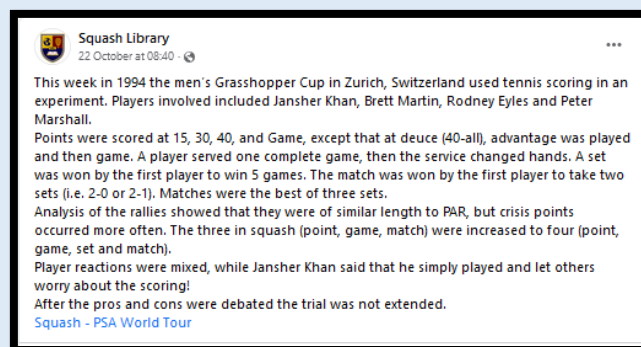 Squash Library
22 October at 08:40 ·
This week in 1994 the men's Grasshopper Cup in Zurich, Switzerland used tennis scoring in an
experiment. Players involved included Jansher Khan, Brett Martin, Rodney Eyles and Peter
Marshall.
Points were scored at 15, 30, 40, and Game, except that at deuce (40-all), advantage was played
and then game. A player served one complete game, then the service changed hands. A set
was won by the first player to win 5 games. The match was won by the first player to take two
sets (i.e. 2-0 or 2-1). Matches were the best of three sets.
Analysis of the rallies showed that they were of similar length to PAR, but crisis points
occurred more often. The three in squash (point, game, match) were increased to four (point,
game, set and match).
Player reactions were mixed, while Jansher Khan said that he simply played and let others
worry about the scoring!
After the pros and cons were debated the trial was not extended.
Squash - PSA World Tour